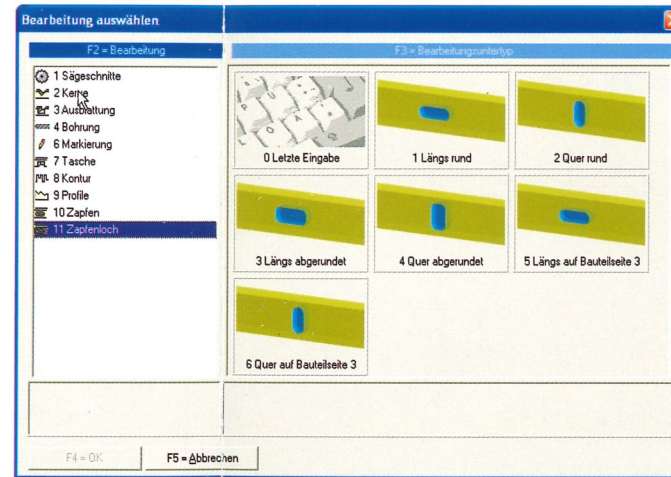 Bearbeitung auswählen
F2 = Bearbeitung
F3 = Bearbeitungsuntertyp
1 Sägeschnitte
2 Kerve
3 Ausblattung
4 Bohrung
6 Markierung
7 Tasche
8 Kontur
9 Profile
10 Zapfen
11 Zapfenloch
0 Letzte Eingabe
1 Längs rund
2 Quer rund
3 Längs abgerundet
4 Quer abgerundet
5 Längs auf Bauteilseite 3
6 Quer auf Bauteilseite 3
F4 = OK
F5 = Abbrechen